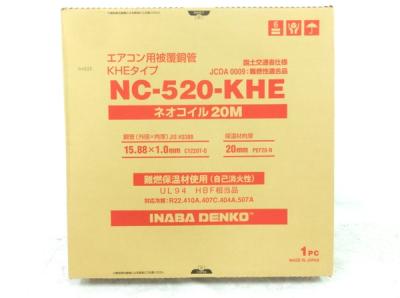 エアコン用被覆銅管
KHEタイプ
国土交通省仕様
JCDA 0009:難燃性適合品
NC-520-KHE
ネオコイル20M
銅管(外径×肉厚)JIS H3300
保温材肉厚
15.88×1.0mm C1220T-O
20mm
難燃保温材使用(自己消火性)
UL94 HBF相当品
対応冷媒:R22.410A.407C.404A.507A
INABA DENKO
1PC
MADE IN JAPAN